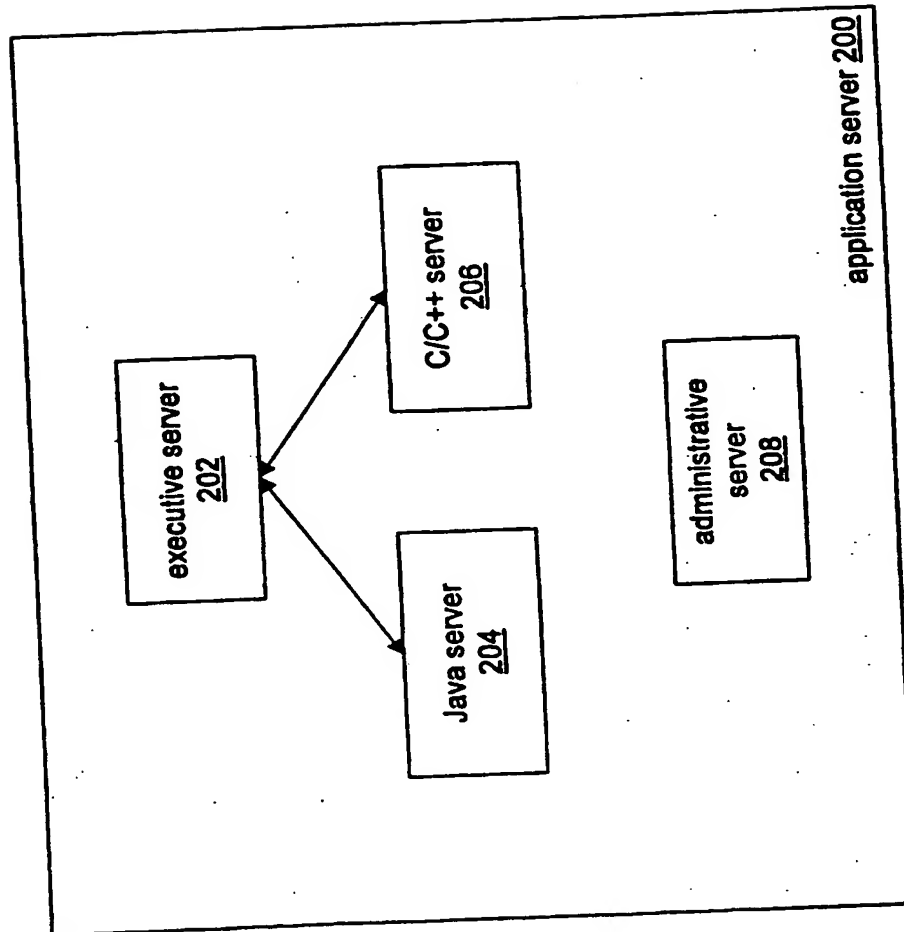 executive server
202
Java server
204
C/C++ server
206
administrative
server
208
application server 200